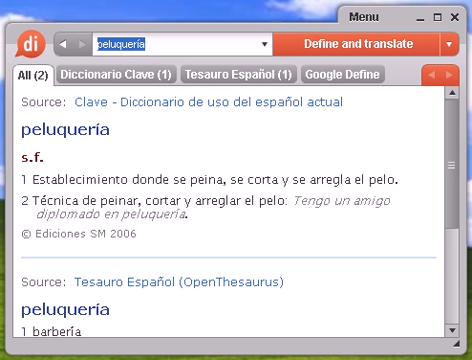 Menu
di
peluquería
Define and translate
All (2)
Diccionario Clave (1)
Tesauro Español (1)
Google Define
Source: Clave - Diccionario de uso del español actual
peluquería
s.f.
1 Establecimiento donde se peina, se corta y se arregla el pelo.
2 Técnica de peinar, cortar y arreglar el pelo: Tengo un amigo
diplomado en peluquería.
© Ediciones SM 2006
Source: Tesauro Español (OpenThesaurus)
peluquería
1 barbería